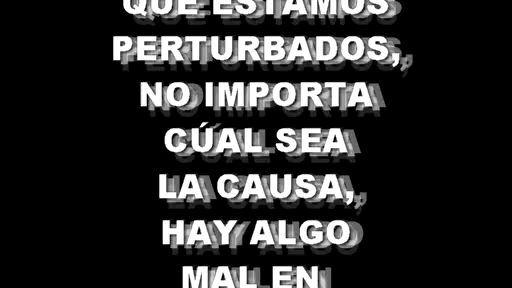 QUE ESTAMOS
PERTURBADOS,
NO IMPORTA
CÚAL SEA
LA CAUSA,
HAY ALGO
MAL EN